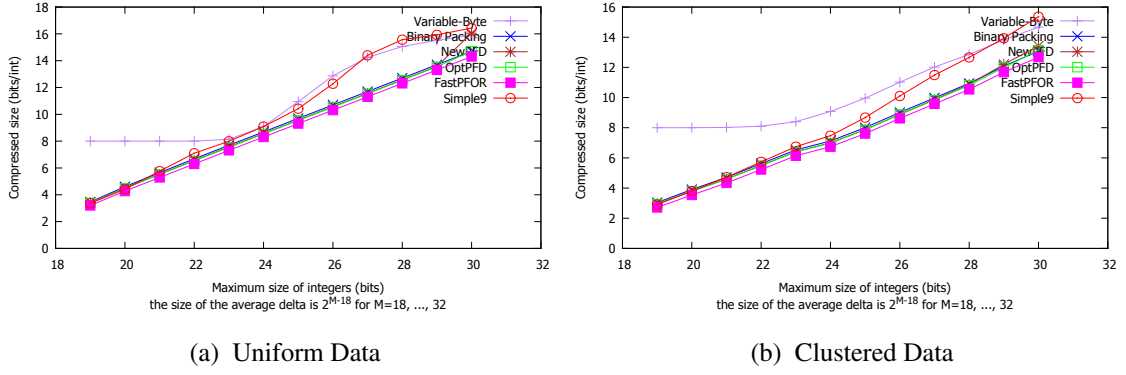 16
18
14
16
12
10
8
6
4
2
0
18 20 22 24 26 28 30 32
Compressed size (bits/int)
Maximum size of integers (bits)
the size of the average delta is 2^M-18 for M=18, ..., 32
Variable-Byte
Binary Packing
OptPFD
FastPFOR
Simple9
(a) Uniform Data
16
14
12
10
8
6
4
2
0
18 20 22 24 26 28 30 32
Compressed size (bits/int)
Maximum size of integers (bits)
the size of the average delta is 2^M-18 for M=18, ..., 32
Variable-Byte
Binary Packing
OptPFD
FastPFOR
Simple9
(b) Clustered Data